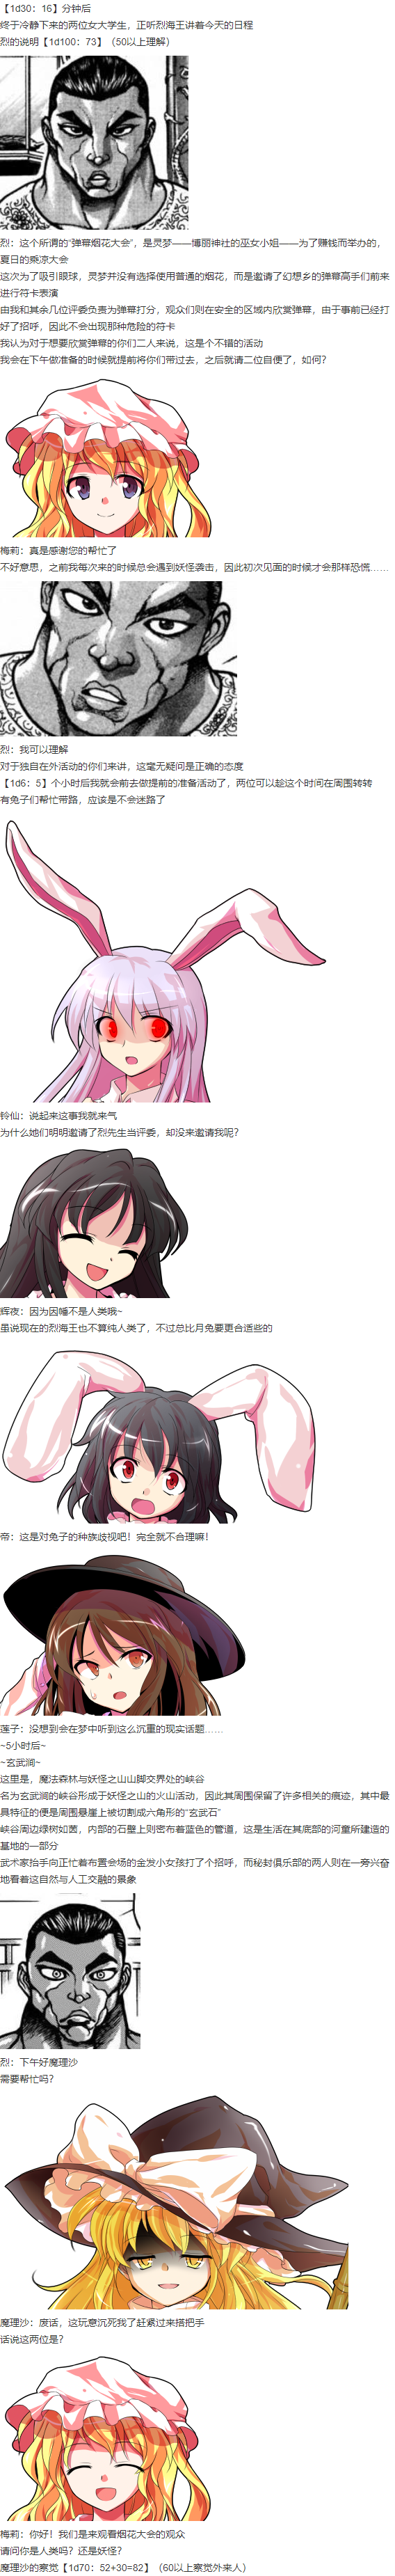 【1d30：16】分钟后
终于冷静下来的两位女大学生，正听烈海王讲着今天的日程
烈的说明【1d100：73】（50以上理解）
烈：这个所谓的“弹幕烟花大会”，是灵梦——博丽神社的巫女小姐——为了赚钱而举办的，
夏日的乘凉大会
这次为了吸引眼球，灵梦并没有选择使用普通的烟花，而是邀请了幻想乡的弹幕高手们前来
进行符卡表演
由我和其余几位评委负责为弹幕打分，观众们则在安全的区域内欣赏弹幕，由于事前已经打
好了招呼，因此不会出现那种危险的符卡
我认为对于想要欣赏弹幕的你们二人来说，这是个不错的活动
我会在下午做准备的时候就提前将你们带过去，之后就请二位自便了，如何？
梅莉：真是感谢您的帮忙了
不好意思，之前我每次来的时候总会遇到妖怪袭击，因此初次见面的时候才会那样恐慌……
烈：我可以理解
对于独自在外活动的你们来讲，这毫无疑问是正确的态度
【1d6：5】个小时后我就会前去做提前的准备活动了，两位可以趁这个时间在周围转转
有兔子们帮忙带路，应该是不会迷路了
铃仙：说起来这事我就来气
为什么她们明明邀请了烈先生当评委，却没来邀请我呢？
辉夜：因为因幡不是人类哦~
虽说现在的烈海王也不算纯人类了，不过总比月兔要更合适些的
帝：这是对兔子的种族歧视吧！完全就不合理嘛！
莲子：没想到会在梦中听到这么沉重的现实话题……
~5小时后~
~玄武涧~
这里是，魔法森林与妖怪之山山脚交界处的峡谷
名为玄武涧的峡谷形成于妖怪之山的火山活动，因此其周围保留了许多相关的痕迹，其中最
具特征的便是周围悬崖上被切割成六角形的“玄武石”
峡谷周边绿树如茵，内部的石壁上则密布着蓝色的管道，这是生活在其底部的河童所建造的
基地的一部分
武术家抬手向正忙着布置会场的金发小女孩打了个招呼，而秘封俱乐部的两人则在一旁兴奋
地看着这自然与人工交融的景象
烈：下午好魔理沙
需要帮忙吗？
魔理沙：废话，这玩意沉死我了赶紧过来搭把手
话说这两位是？
梅莉：你好！我们是来观看烟花大会的观众
请问你是人类吗？还是妖怪？
魔理沙的察觉【1d70：52+30=82】（60以上察觉外来人）